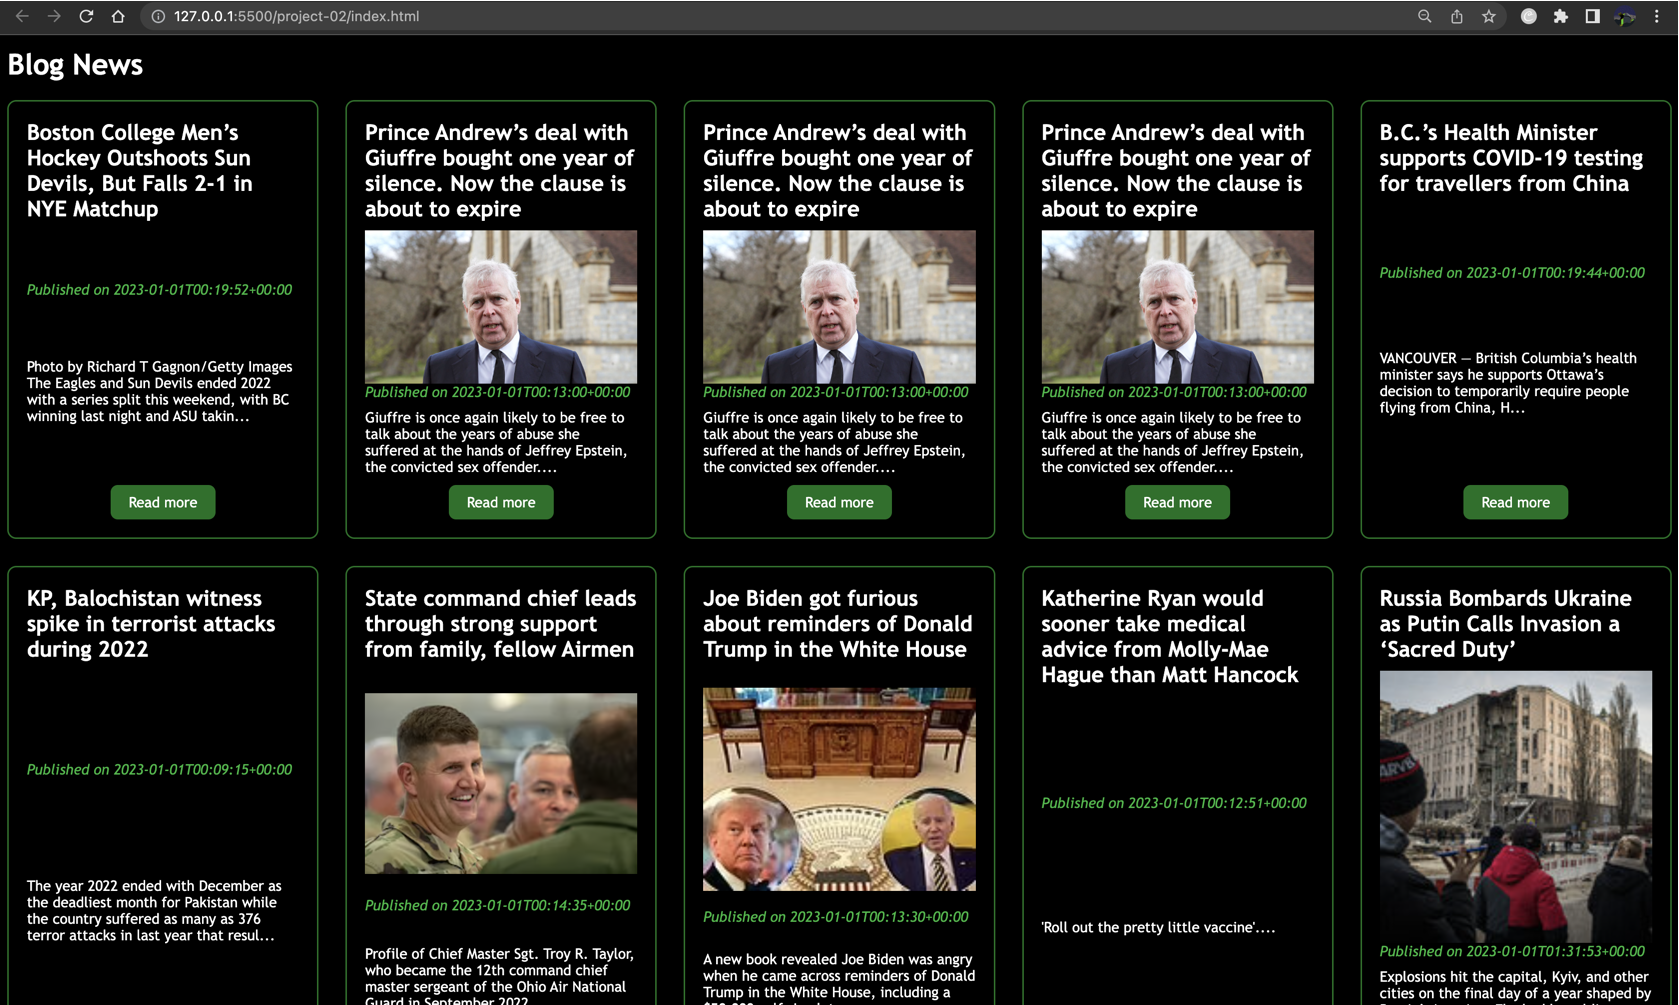 127.0.0.1:5500/project-02/index.html
Blog News
Boston College Men’s
Hockey Outshoots Sun
Devils, But Falls 2-1 in
NYE Matchup
Published on 2023-01-01T00:19:52+00:00
Photo by Richard T Gagnon/Getty Images
The Eagles and Sun Devils ended 2022
with a series split this weekend, with BC
winning last night and ASU takin...
Read more
Prince Andrew’s deal with
Giuffre bought one year of
silence. Now the clause is
about to expire
Published on 2023-01-01T00:13:00+00:00
Giuffre is once again likely to be free to
talk about the years of abuse she
suffered at the hands of Jeffrey Epstein,
the convicted sex offender....
Read more
Prince Andrew’s deal with
Giuffre bought one year of
silence. Now the clause is
about to expire
Published on 2023-01-01T00:13:00+00:00
Giuffre is once again likely to be free to
talk about the years of abuse she
suffered at the hands of Jeffrey Epstein,
the convicted sex offender....
Read more
Prince Andrew’s deal with
Giuffre bought one year of
silence. Now the clause is
about to expire
Published on 2023-01-01T00:13:00+00:00
Giuffre is once again likely to be free to
talk about the years of abuse she
suffered at the hands of Jeffrey Epstein,
the convicted sex offender....
Read more
B.C.’s Health Minister
supports COVID-19 testing
for travellers from China
Published on 2023-01-01T00:19:44+00:00
VANCOUVER — British Columbia’s health
minister says he supports Ottawa’s
decision to temporarily require people
flying from China, H...
Read more
KP, Balochistan witness
spike in terrorist attacks
during 2022
Published on 2023-01-01T00:09:15+00:00
The year 2022 ended with December as
the deadliest month for Pakistan while
the country suffered as many as 376
terror attacks in last year that resul...
State command chief leads
through strong support
from family, fellow Airmen
Published on 2023-01-01T00:14:35+00:00
Profile of Chief Master Sgt. Troy R. Taylor,
who became the 12th command chief
master sergeant of the Ohio Air National
Guard in September 2022
Joe Biden got furious
about reminders of Donald
Trump in the White House
Published on 2023-01-01T00:13:30+00:00
A new book revealed Joe Biden was angry
when he came across reminders of Donald
Trump in the White House, including a
Katherine Ryan would
sooner take medical
advice from Molly-Mae
Hague than Matt Hancock
Published on 2023-01-01T00:12:51+00:00
'Roll out the pretty little vaccine'....
Russia Bombards Ukraine
as Putin Calls Invasion a
‘Sacred Duty’
Published on 2023-01-01T01:31:53+00:00
Explosions hit the capital, Kyiv, and other
cities on the final day of a year shaped by